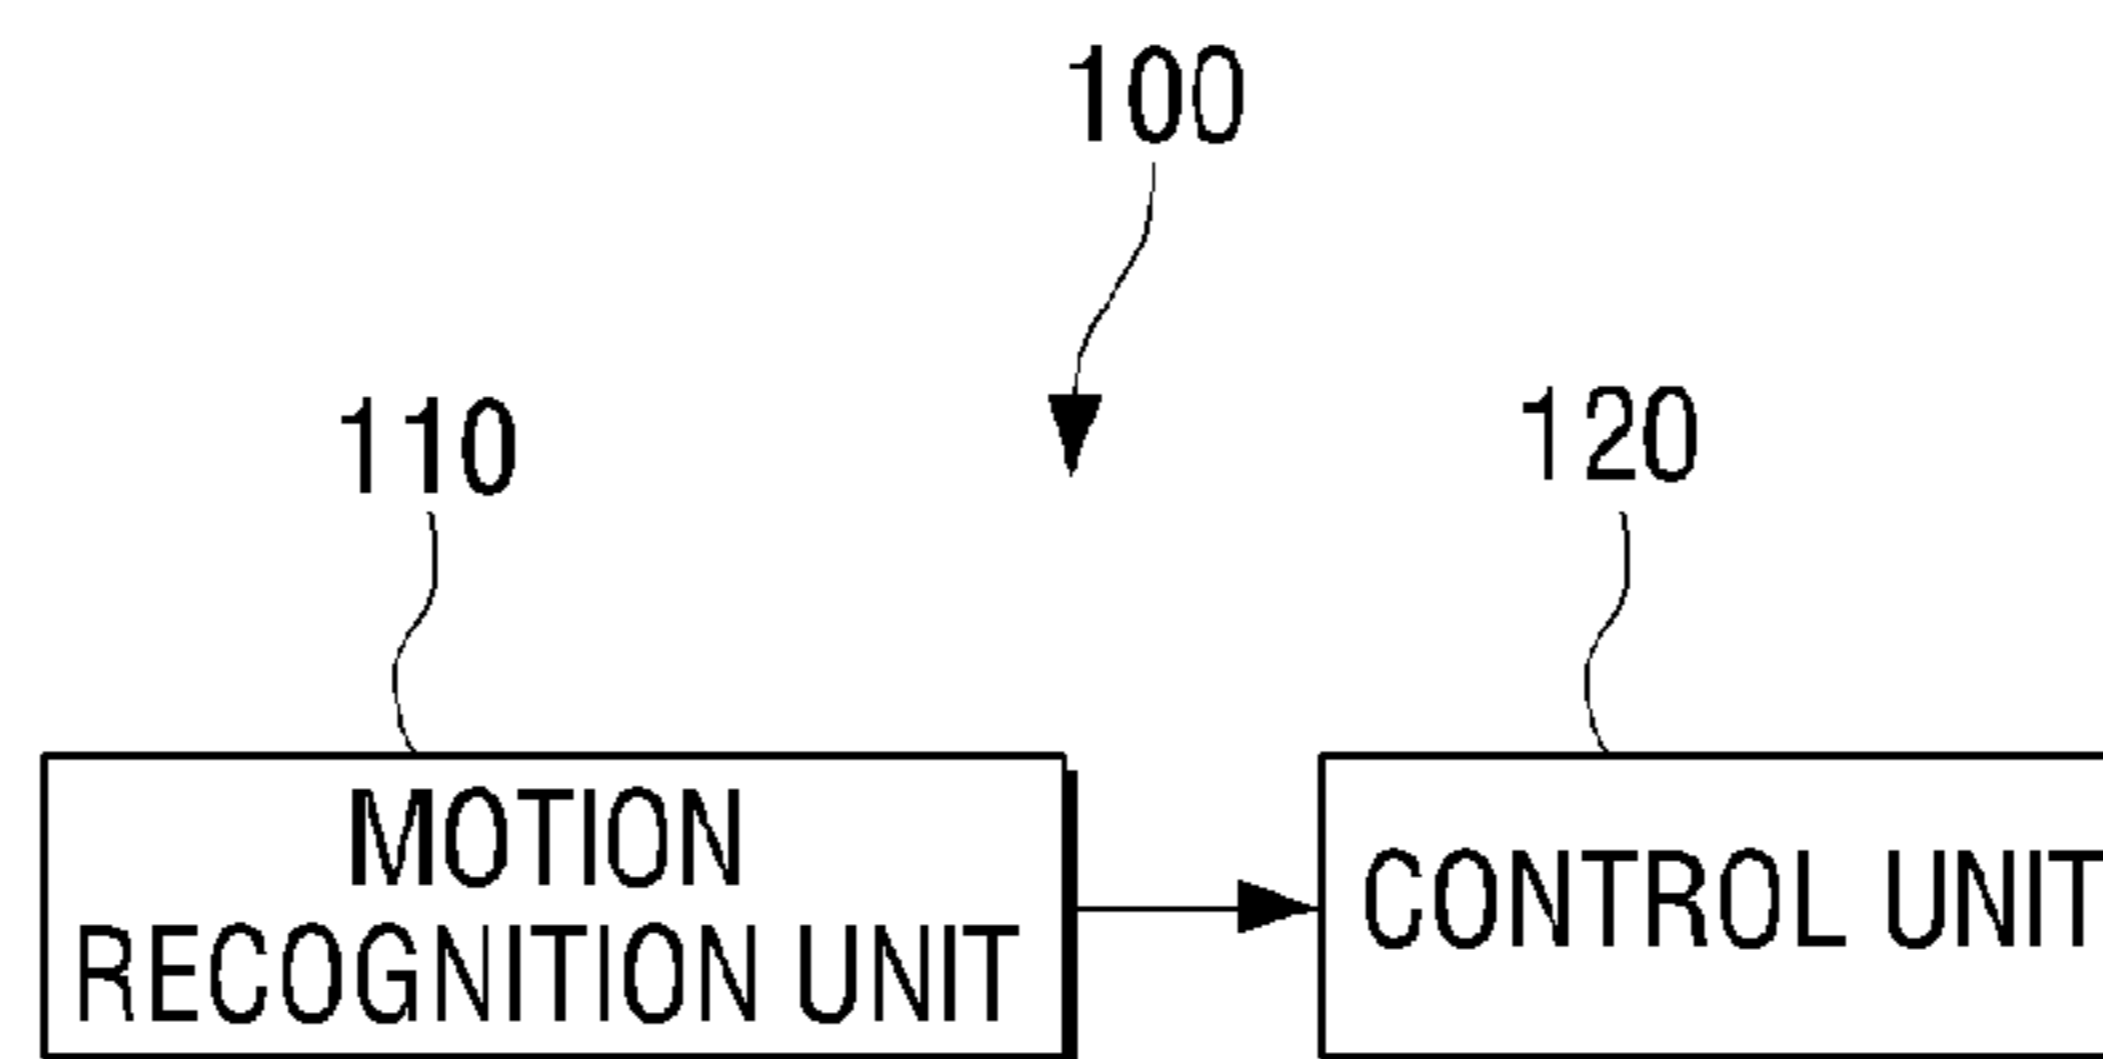 100
110
120
MOTION
RECOGNITION UNIT
CONTROL UNIT